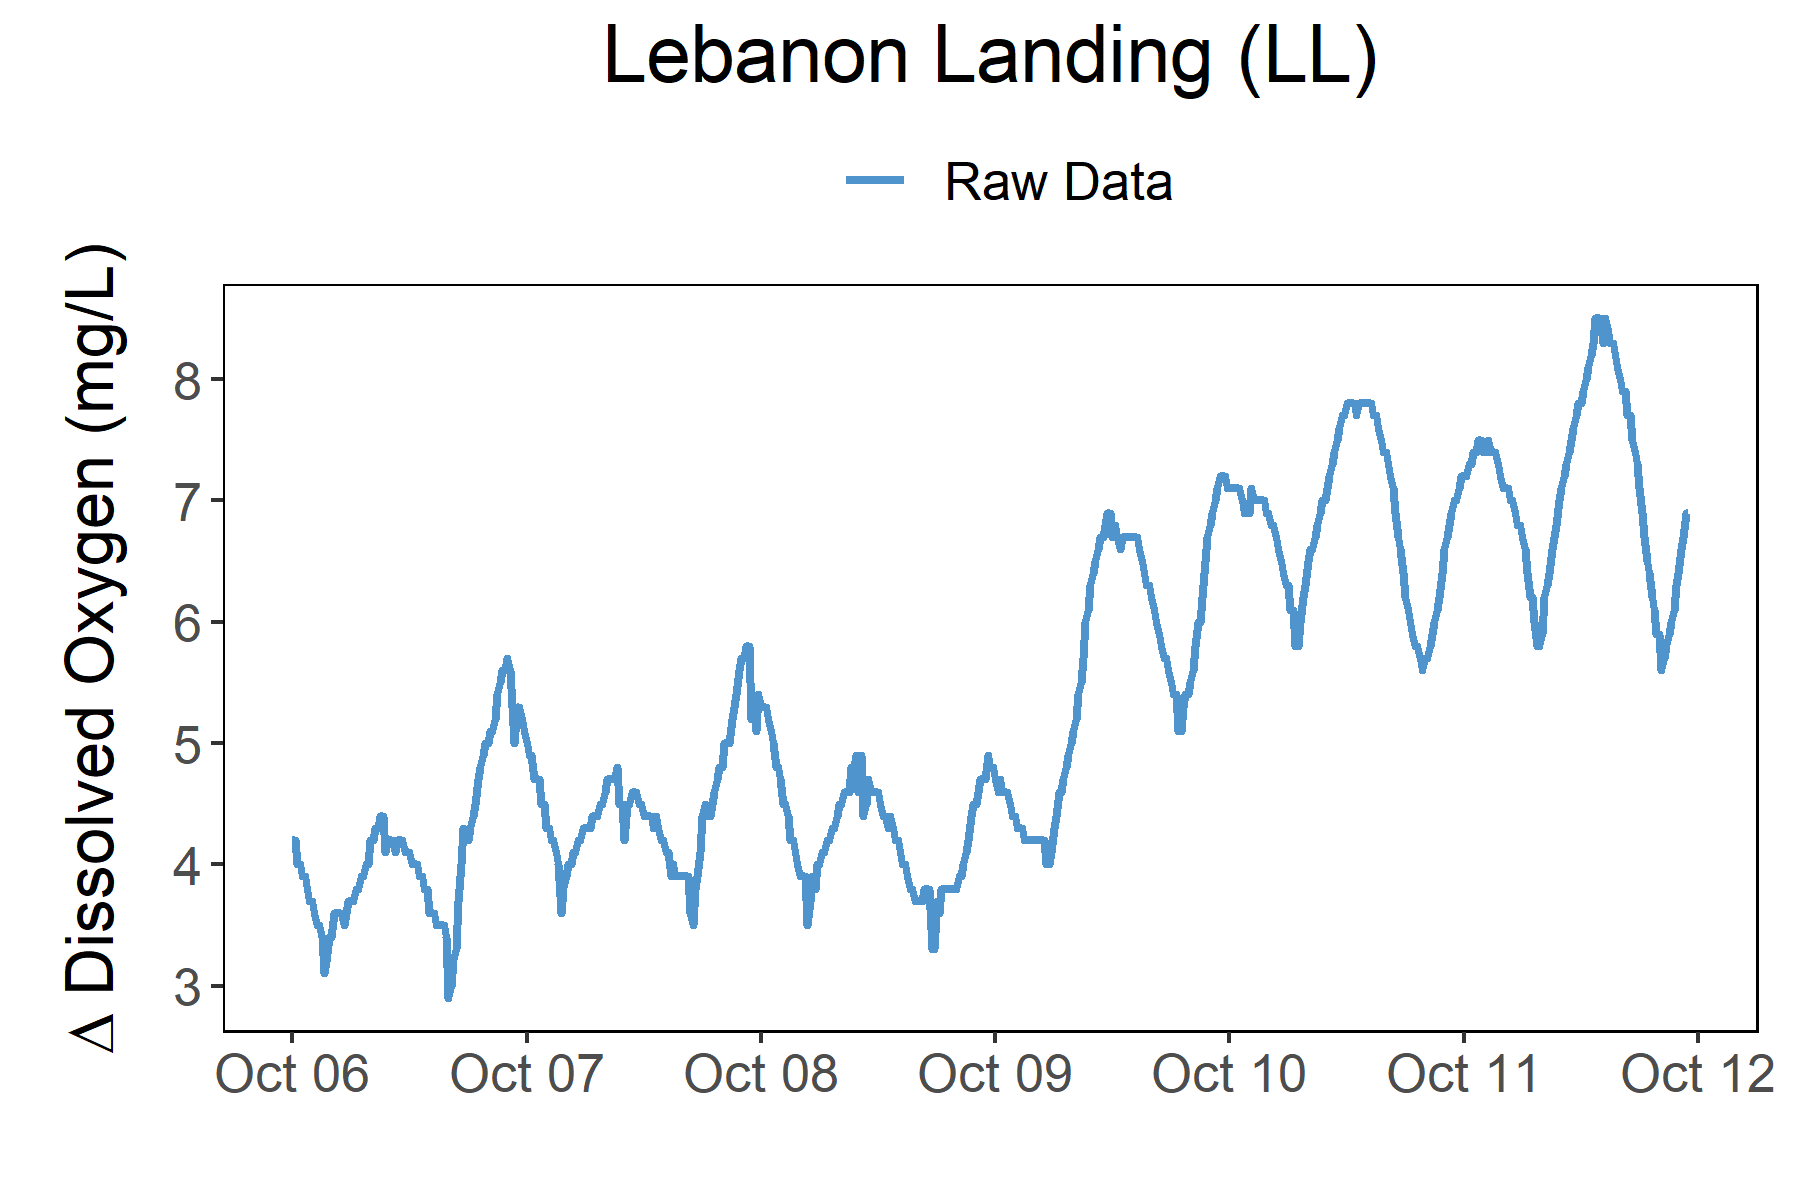 Lebanon Landing (LL)
Raw Data
Δ Dissolved Oxygen (mg/L)
8
7
6
5
4
3
Oct 06 Oct 07 Oct 08 Oct 09 Oct 10 Oct 11 Oct 12